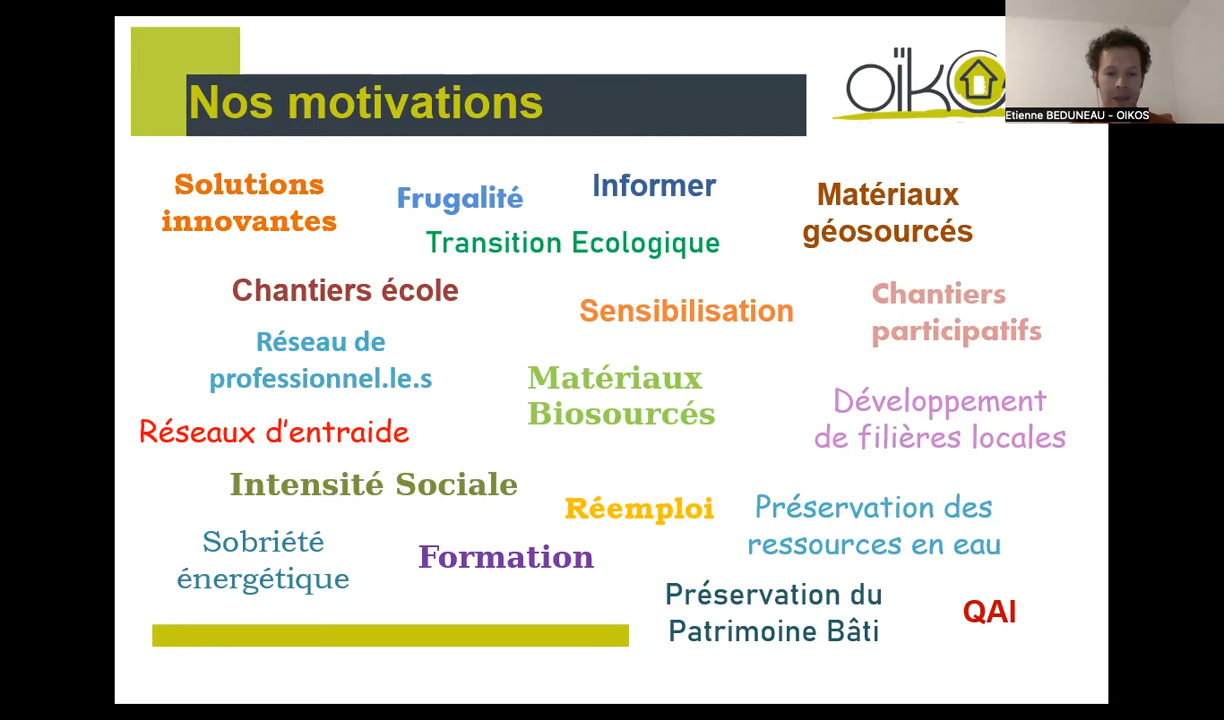 Nos motivations
oïko
Etienne BEDUNEAU - OIKOS
Solutions
innovantes
Frugalité
Informer
Matériaux
géosourcés
Transition Ecologique
Chantiers école
Sensibilisation
Chantiers
participatifs
Réseau de
professionnel.le.s
Matériaux
Biosourcés
Développement
de filières locales
Réseaux d’entraide
Intensité Sociale
Réemploi
Préservation des
ressources en eau
Sobriété
énergétique
Formation
Préservation du
Patrimoine Bâti
QAI